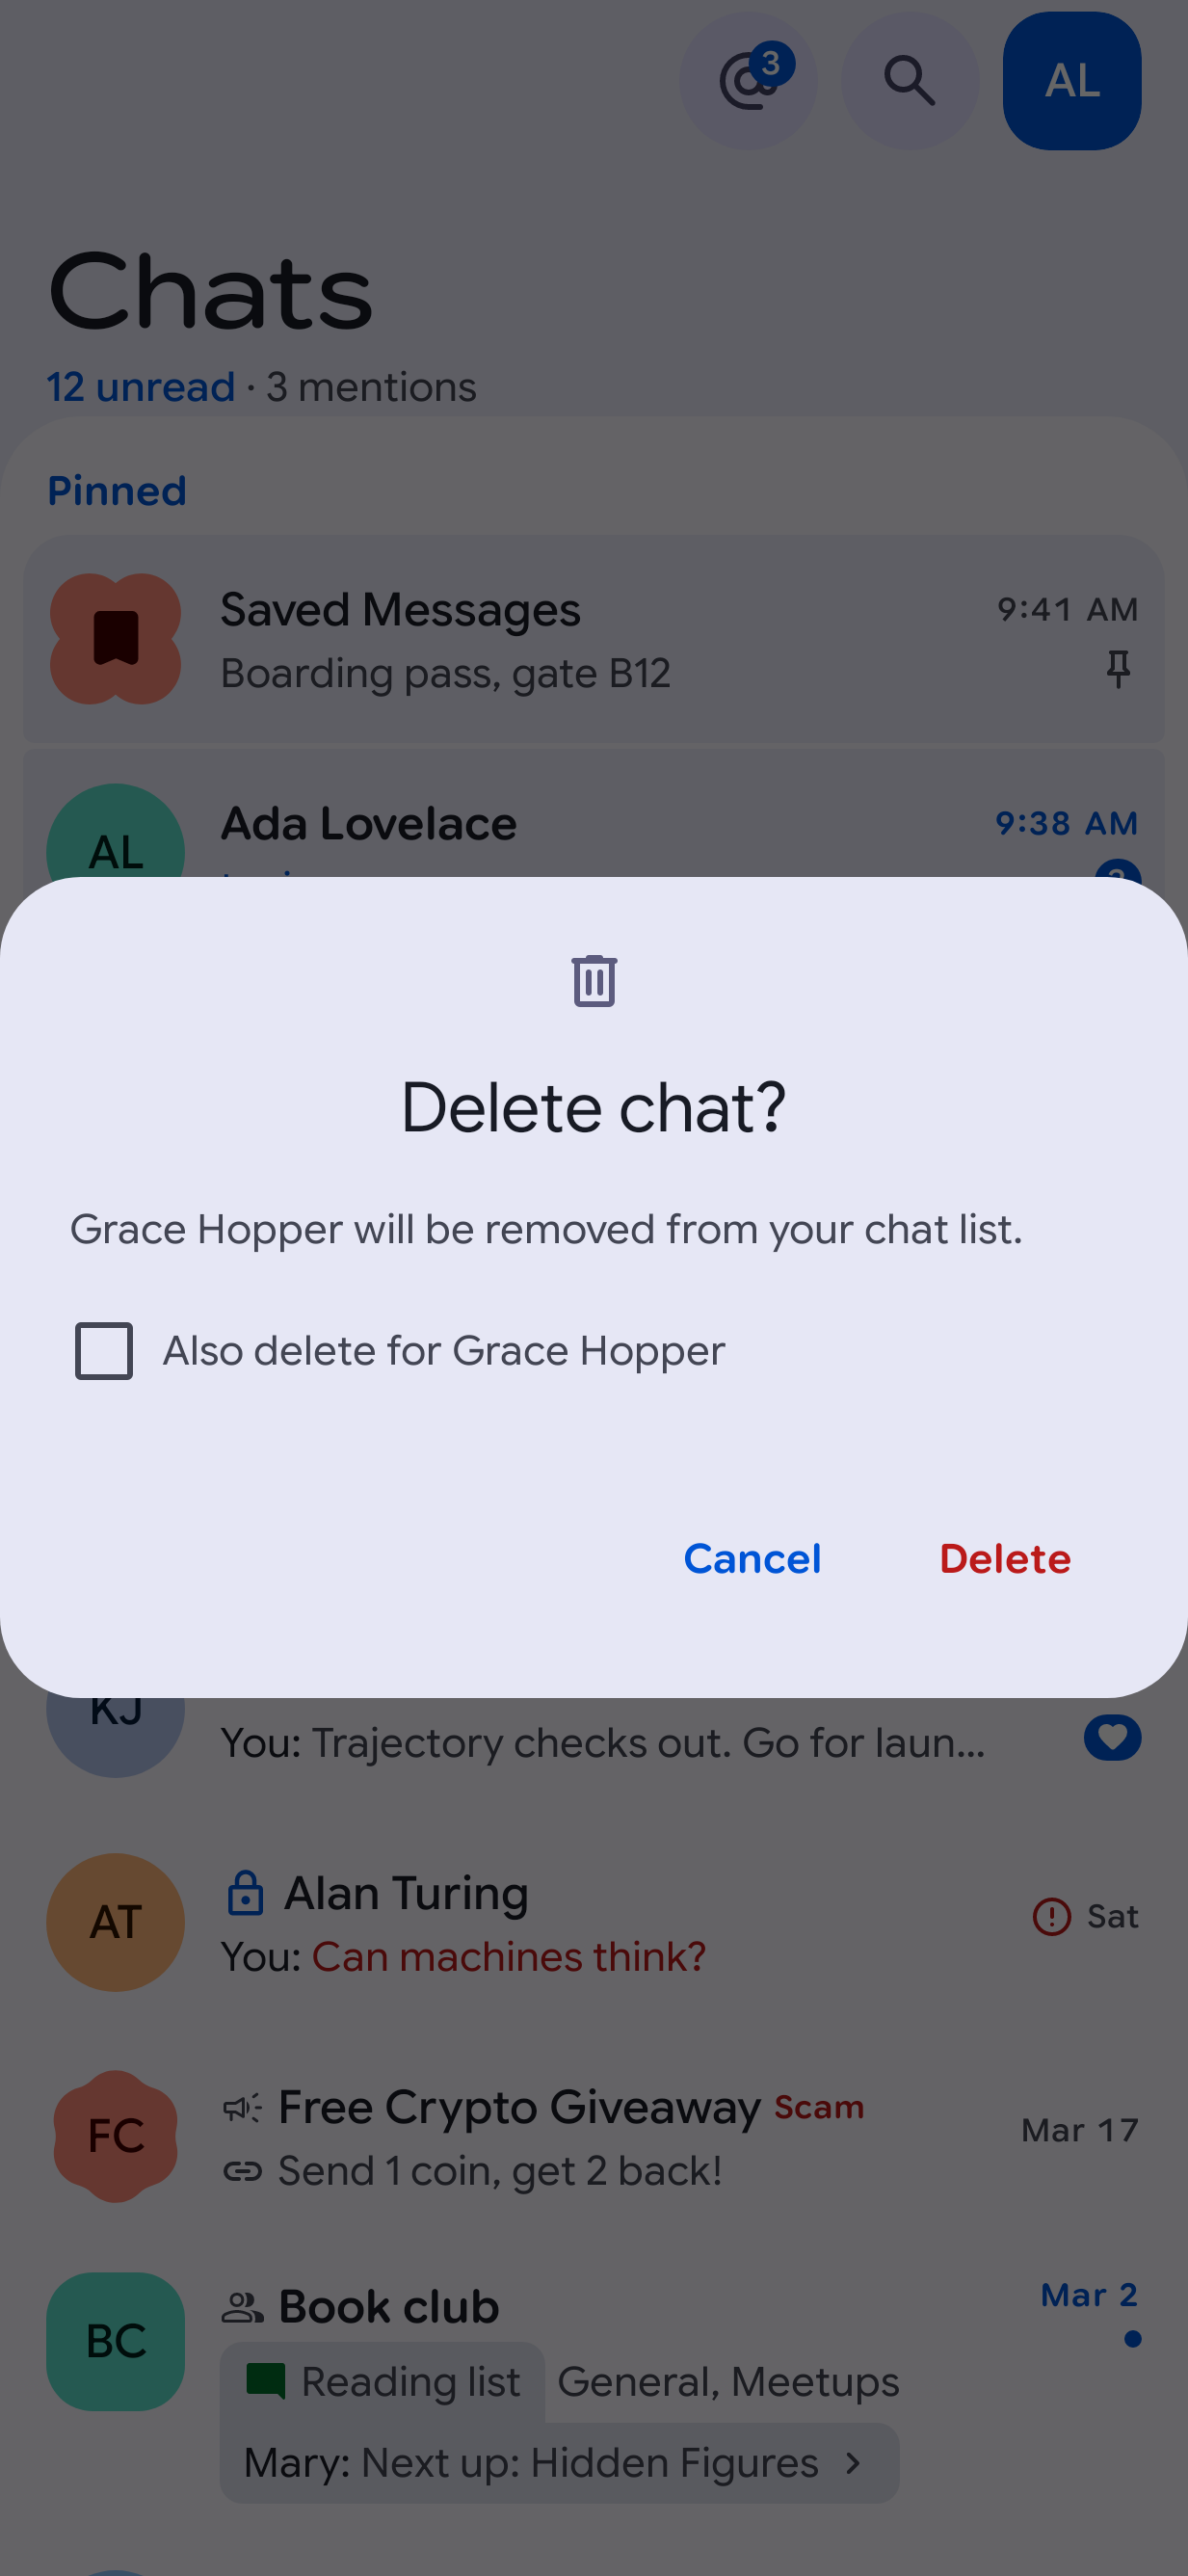 3
AL
Chats
12 unread · 3 mentions
Pinned
Saved Messages
9:41 AM
Boarding pass, gate B12
AL
Ada Lovelace
9:38 AM
Delete chat?
Grace Hopper will be removed from your chat list.
Also delete for Grace Hopper
Cancel
Delete
KJ
You: Trajectory checks out. Go for laun...
AT
Alan Turing
Sat
You: Can machines think?
FC
Free Crypto Giveaway Scam
Mar 17
Send 1 coin, get 2 back!
BC
Book club
Mar 2
Reading list General, Meetups
Mary: Next up: Hidden Figures